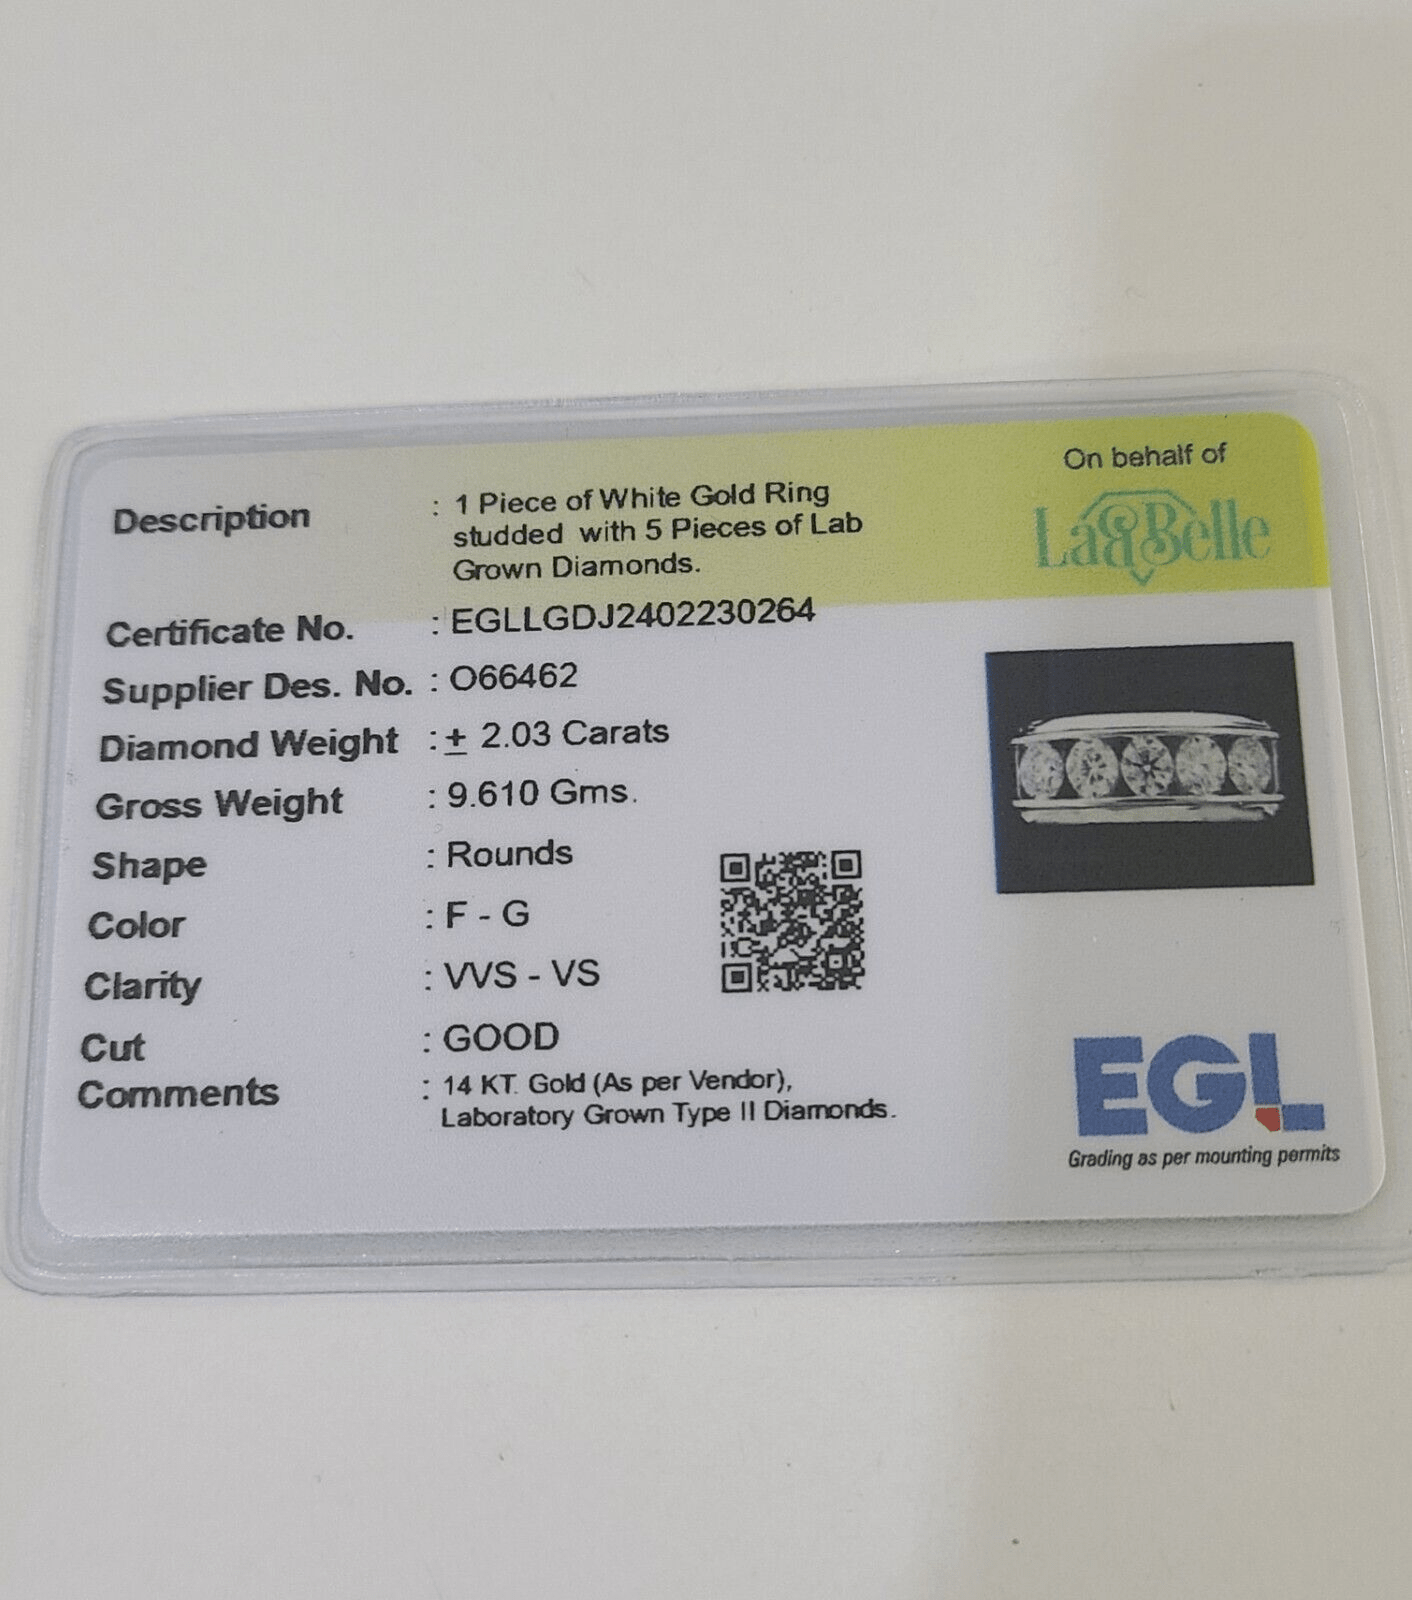 Description : 1 Piece of White Gold Ring
studded with 5 Pieces of Lab
Grown Diamonds.
Certificate No. : EGLLGDJ2402230264
Supplier Des. No. : O66462
Diamond Weight : ± 2.03 Carats
Gross Weight : 9.610 Gms.
Shape : Rounds
Color : F - G
Clarity : VVS - VS
Cut : GOOD
Comments : 14 KT. Gold (As per Vendor),
Laboratory Grown Type II Diamonds.
On behalf of
LabBelle
EGL
Grading as per mounting permits